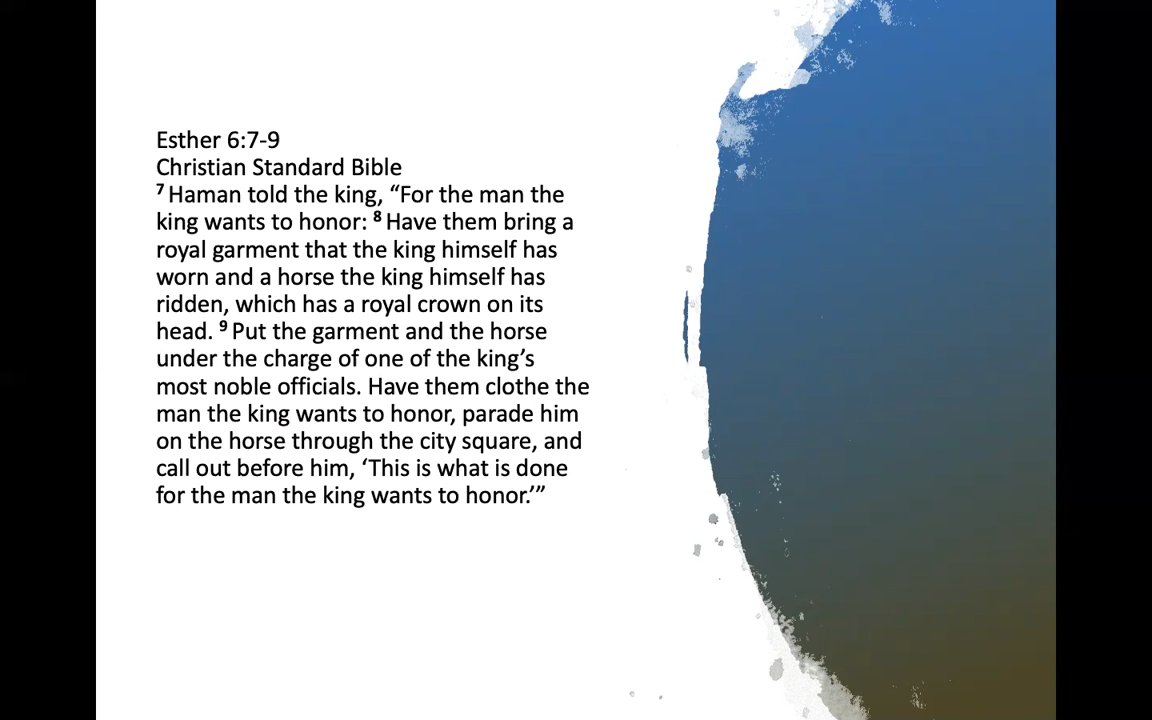 Esther 6:7-9
Christian Standard Bible
⁷ Haman told the king, “For the man the
king wants to honor: ⁸ Have them bring a
royal garment that the king himself has
worn and a horse the king himself has
ridden, which has a royal crown on its
head. ⁹ Put the garment and the horse
under the charge of one of the king’s
most noble officials. Have them clothe the
man the king wants to honor, parade him
on the horse through the city square, and
call out before him, ‘This is what is done
for the man the king wants to honor.’”